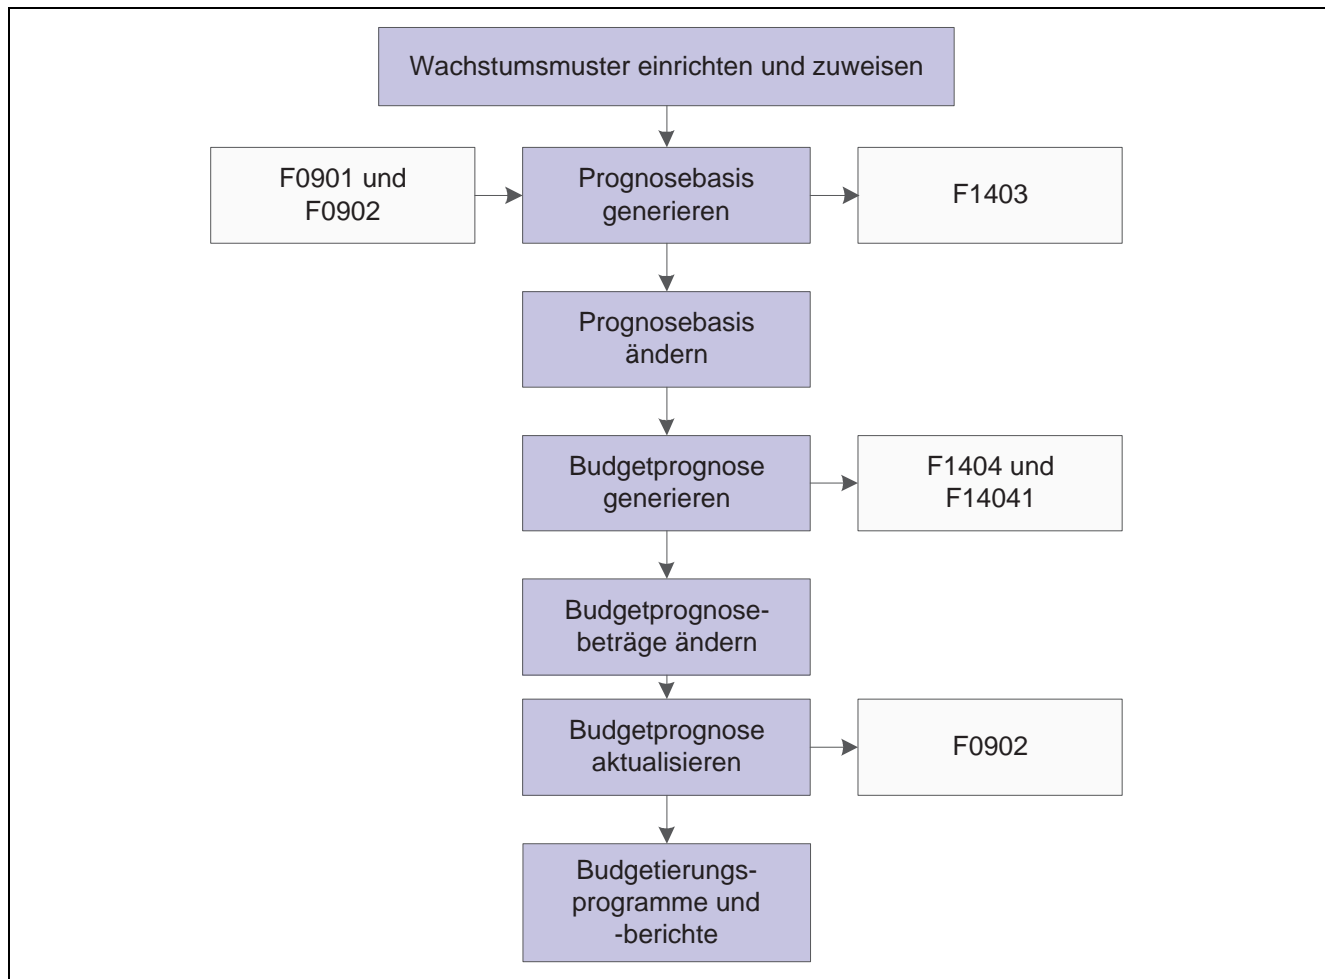 Wachstumsmuster einrichten und zuweisen
F0901 und
F0902
Prognosebasis
generieren
F1403
Prognosebasis
ändern
Budgetprognose
generieren
F1404 und
F14041
Budgetprognose-
beträge ändern
Budgetprognose
aktualisieren
F0902
Budgetierungs-
programme und
-berichte